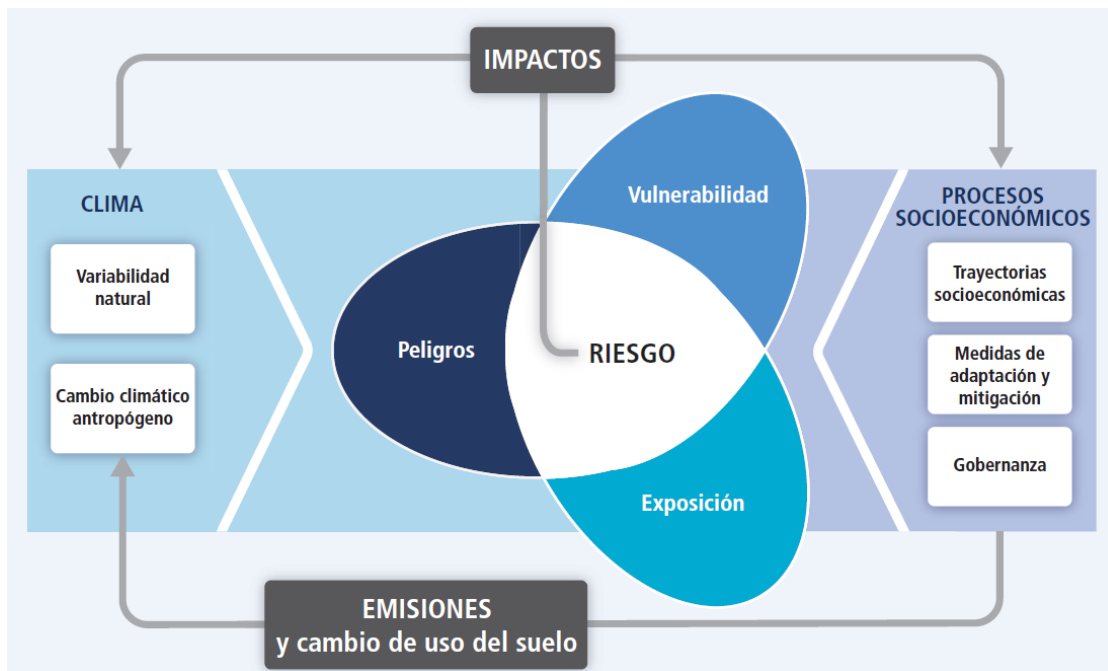 IMPACTOS
CLIMA
Variabilidad
natural
Cambio climático
antropógeno
Vulnerabilidad
Peligros
RIESGO
Exposición
PROCESOS
SOCIOECONÓMICOS
Trayectorias
socioeconómicas
Medidas de
adaptación y
mitigación
Gobernanza
EMISIONES
y cambio de uso del suelo